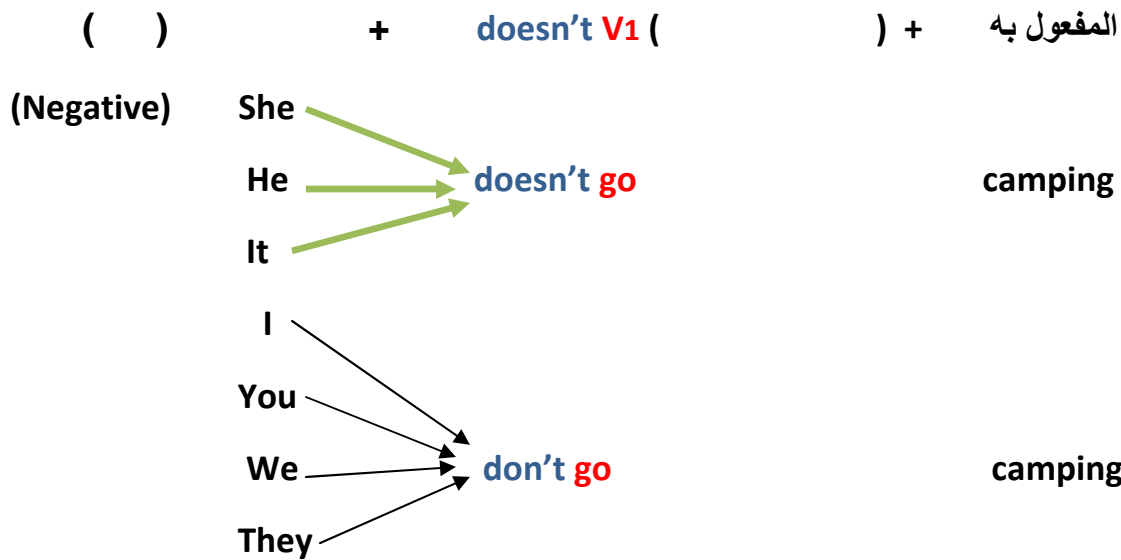 ( ) + doesn't V1 ( ) + المفعول به
(Negative) She
He doesn't go camping
It
I
You
We don't go camping
They